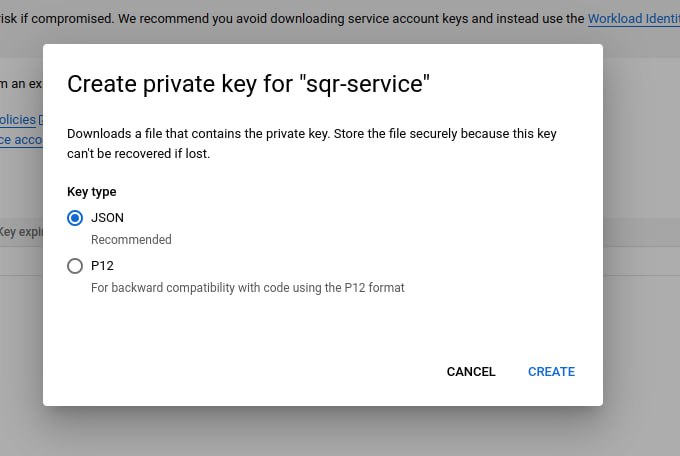 risk if compromised. We recommend you avoid downloading service account keys and instead use the Workload Identit
m an ex
olicies
ce acco
Create private key for "sqr-service"
Downloads a file that contains the private key. Store the file securely because this key
can't be recovered if lost.
Key type
JSON
Recommended
Key expi
P12
For backward compatibility with code using the P12 format
CANCEL CREATE